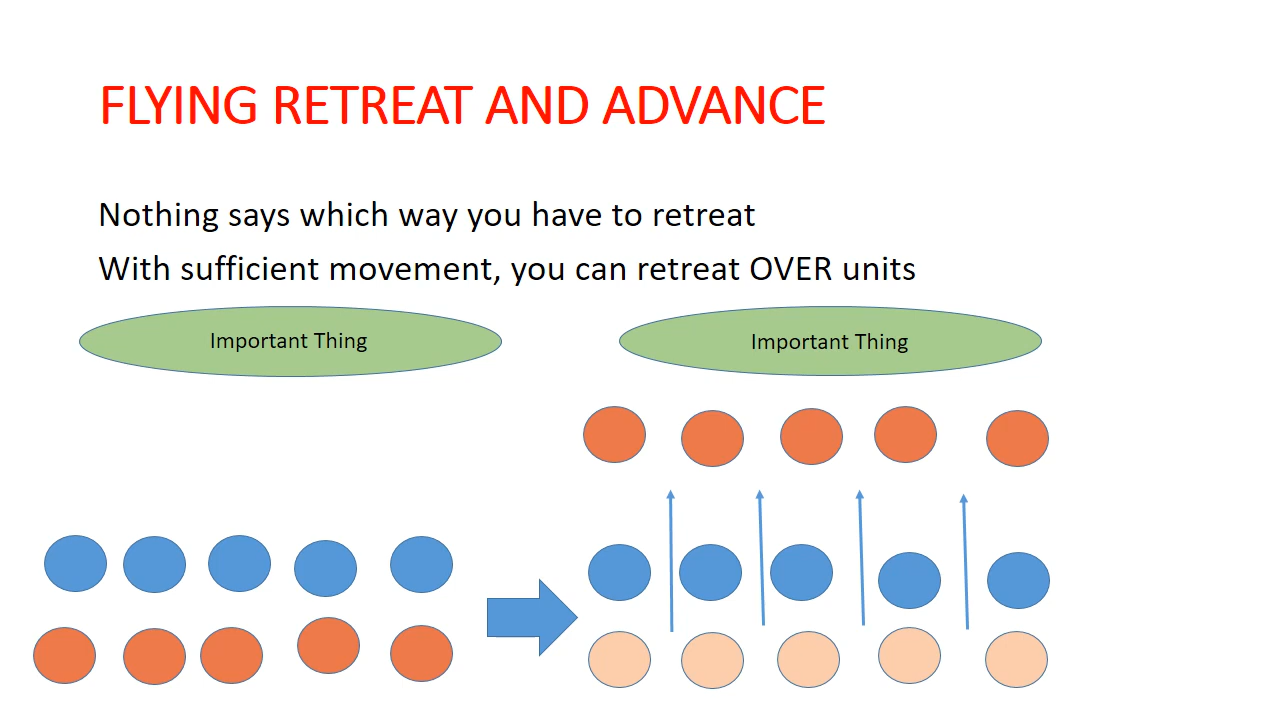 FLYING RETREAT AND ADVANCE
Nothing says which way you have to retreat
With sufficient movement, you can retreat OVER units
Important Thing
Important Thing